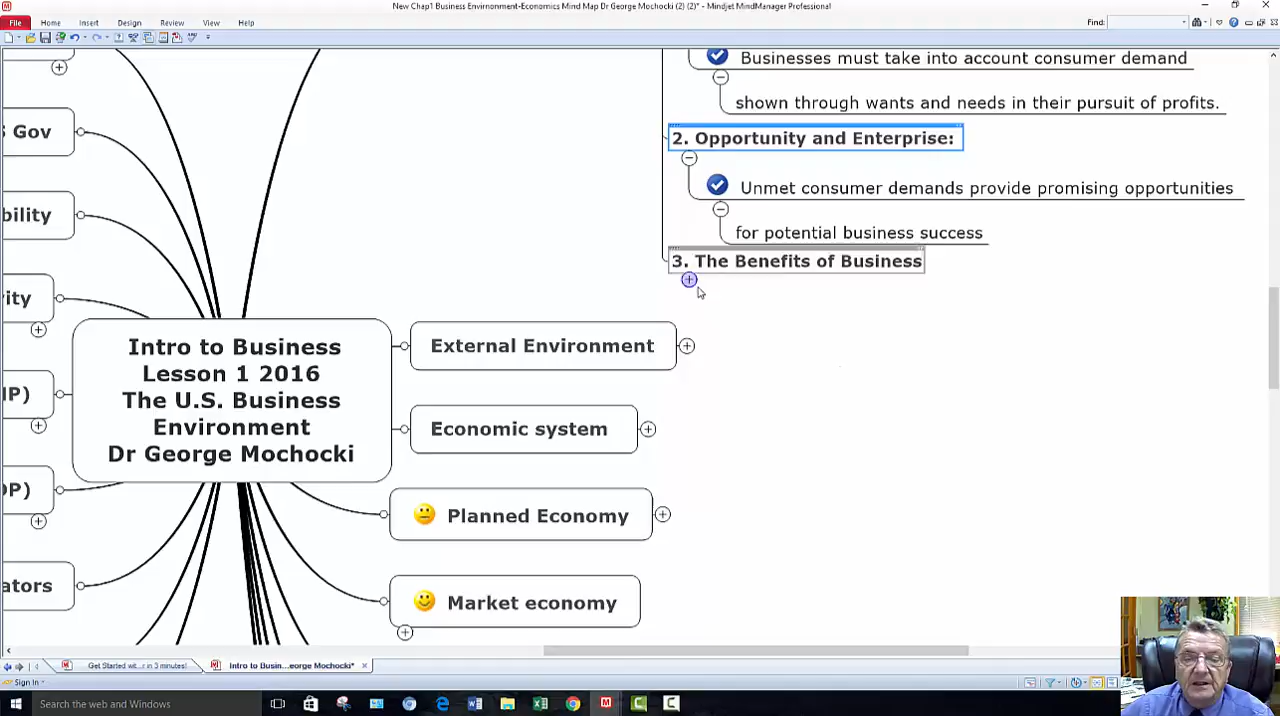 New Chap1 Business Envirnonment-Economics Mind Map Dr George Mochocki (2) (2)* - Mindjet MindManager Professional
File Home Insert Design Review View Help Find:
Businesses must take into account consumer demand
shown through wants and needs in their pursuit of profits.
2. Opportunity and Enterprise:
Unmet consumer demands provide promising opportunities
for potential business success
3. The Benefits of Business
S Gov
bility
ity
IP)
OP)
ators
Intro to Business
Lesson 1 2016
The U.S. Business
Environment
Dr George Mochocki
External Environment
Economic system
Planned Economy
Market economy
Get Started wit...r in 3 minutes!
Intro to Busin...eorge Mochocki*
Sign In
Search the web and Windows